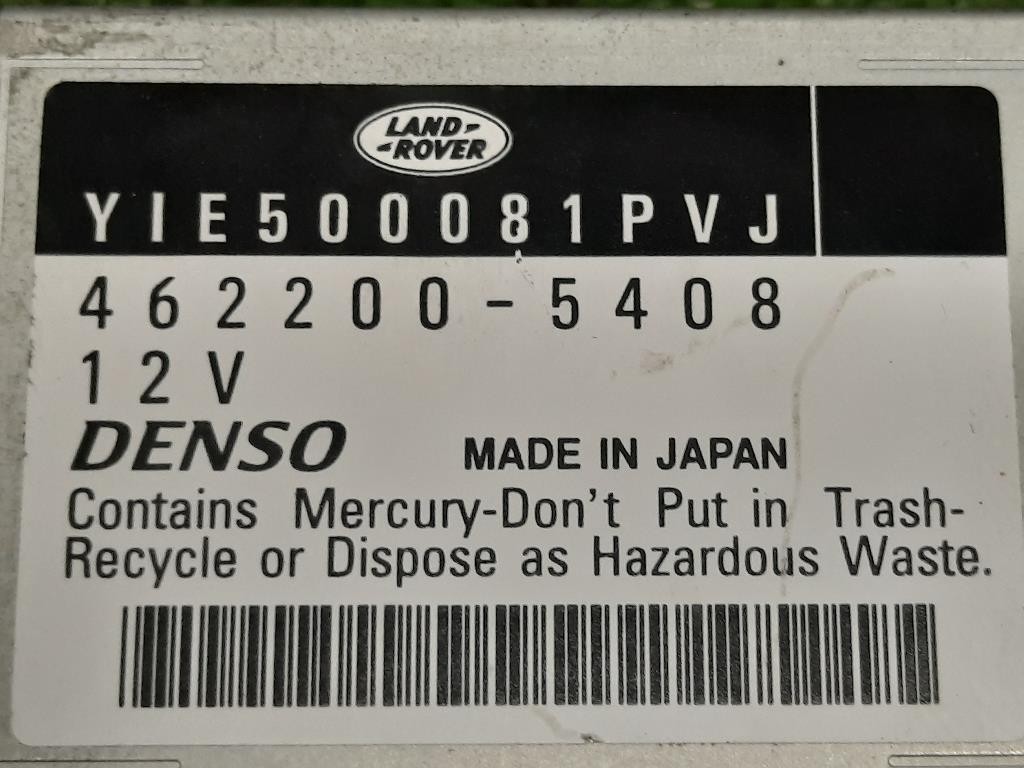 LAND-
-ROVER
YIE500081PVJ
462200-5408
12V
DENSO MADE IN JAPAN
Contains Mercury-Don't Put in Trash-
Recycle or Dispose as Hazardous Waste.